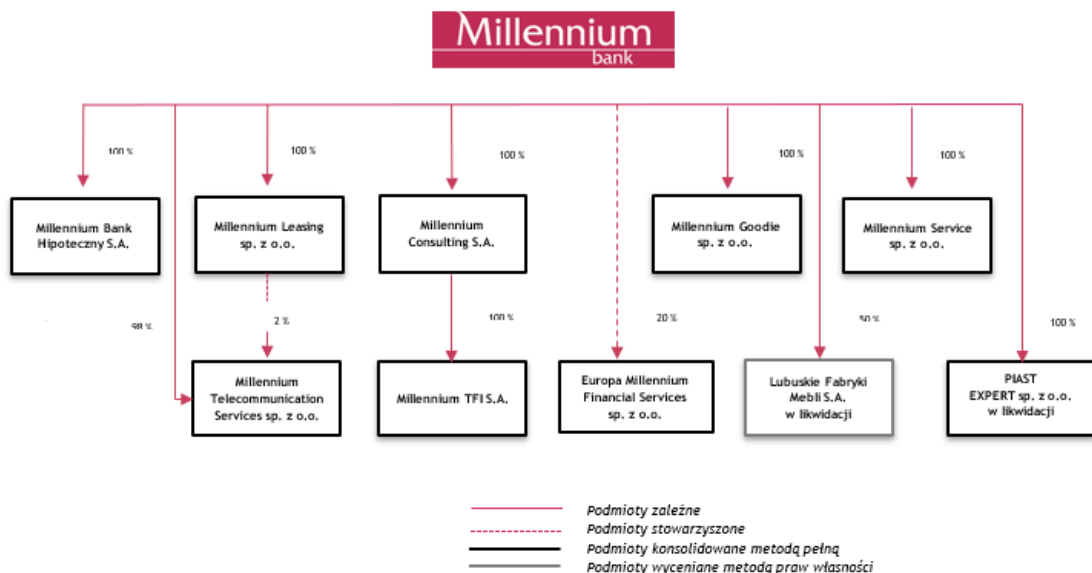 Millennium
bank
100 %
100 %
100 %
100 %
100 %
Millennium Bank
Hipoteczny S.A.
Millennium Leasing
sp. z o.o.
Millennium
Consulting S.A.
Millennium Goodie
sp. z o.o.
Millennium Service
sp. z o.o.
98 %
2 %
100 %
20 %
50 %
100 %
Millennium
Telecommunication
Services sp. z o.o.
Millennium TFI S.A.
Europa Millennium
Financial Services
sp. z o.o.
Lubuskie Fabryki
Mebli S.A.
w likwidacji
PIAST
EXPERT sp. z o.o.
w likwidacji
Podmioty zależne
Podmioty stowarzyszone
Podmioty konsolidowane metodą pełną
Podmioty wyceniane metodą praw własności